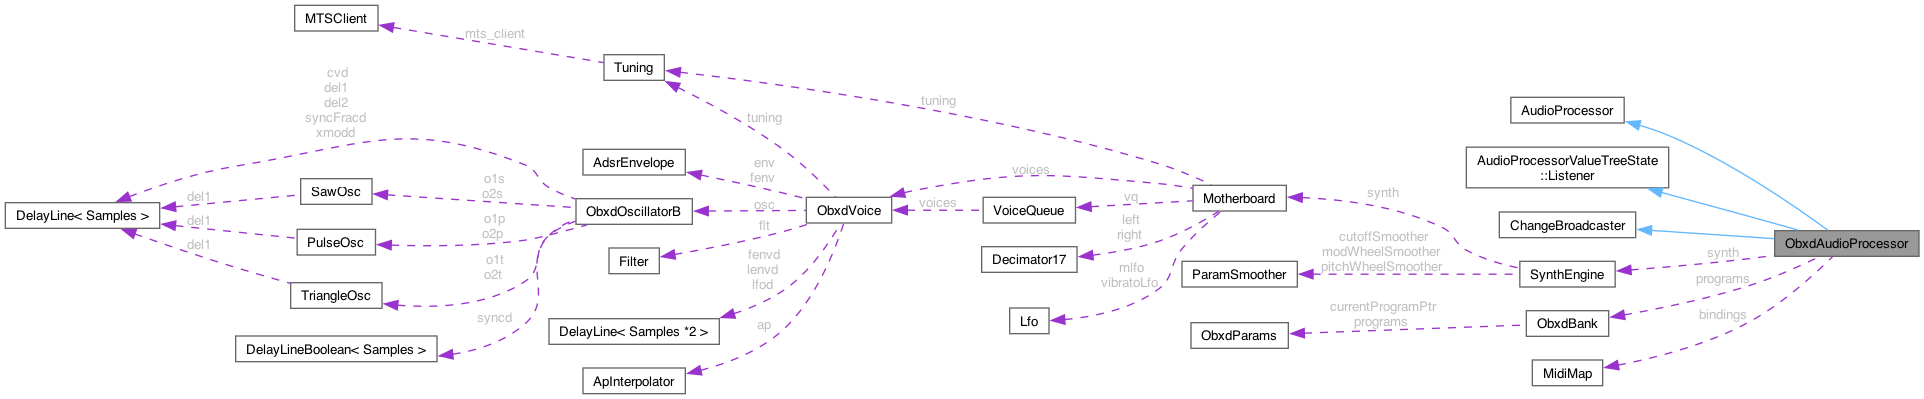 MTSClient
mts_client
Tuning
cvd
del1
del2
syncFracd
xmodd
tuning
tuning
AudioProcessor
AdsrEnvelope
env
fenv
voices
AudioProcessorValueTreeState
::Listener
SawOsc
del1
o1s
o2s
DelayLine< Samples >
ObxdOscillatorB
osc
ObxdVoice
voices
VoiceQueue
vq
Motherboard
synth
ChangeBroadcaster
del1
PulseOsc
o1p
o2p
flt
left
right
cutoffSmoother
modWheelSmoother
pitchWheelSmoother
ObxdAudioProcessor
del1
Filter
fenvd
lenvd
lfod
Decimator17
synth
o1t
o2t
mlfo
vibratoLfo
ParamSmoother
SynthEngine
programs
TriangleOsc
syncd
ap
Lfo
currentProgramPtr
programs
ObxdBank
bindings
DelayLine< Samples *2 >
ObxdParams
DelayLineBoolean< Samples >
ApInterpolator
MidiMap